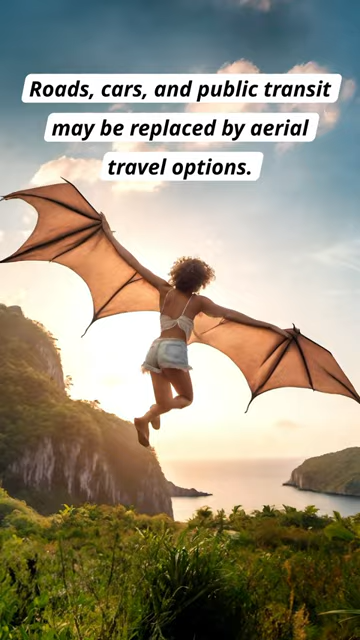 Roads, cars, and public transit
may be replaced by aerial
travel options.